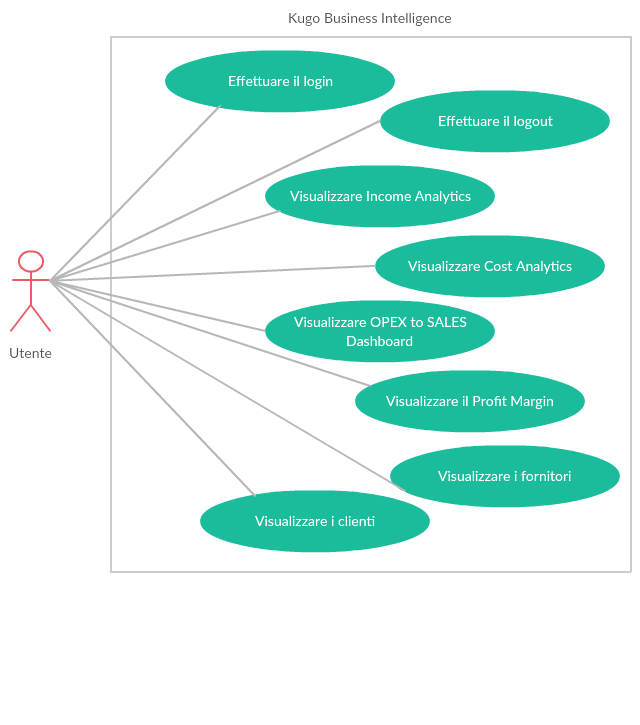 Kugo Business Intelligence
Effettuare il login
Effettuare il logout
Visualizzare Income Analytics
Visualizzare Cost Analytics
Visualizzare OPEX to SALES
Dashboard
Utente
Visualizzare il Profit Margin
Visualizzare i fornitori
Visualizzare i clienti